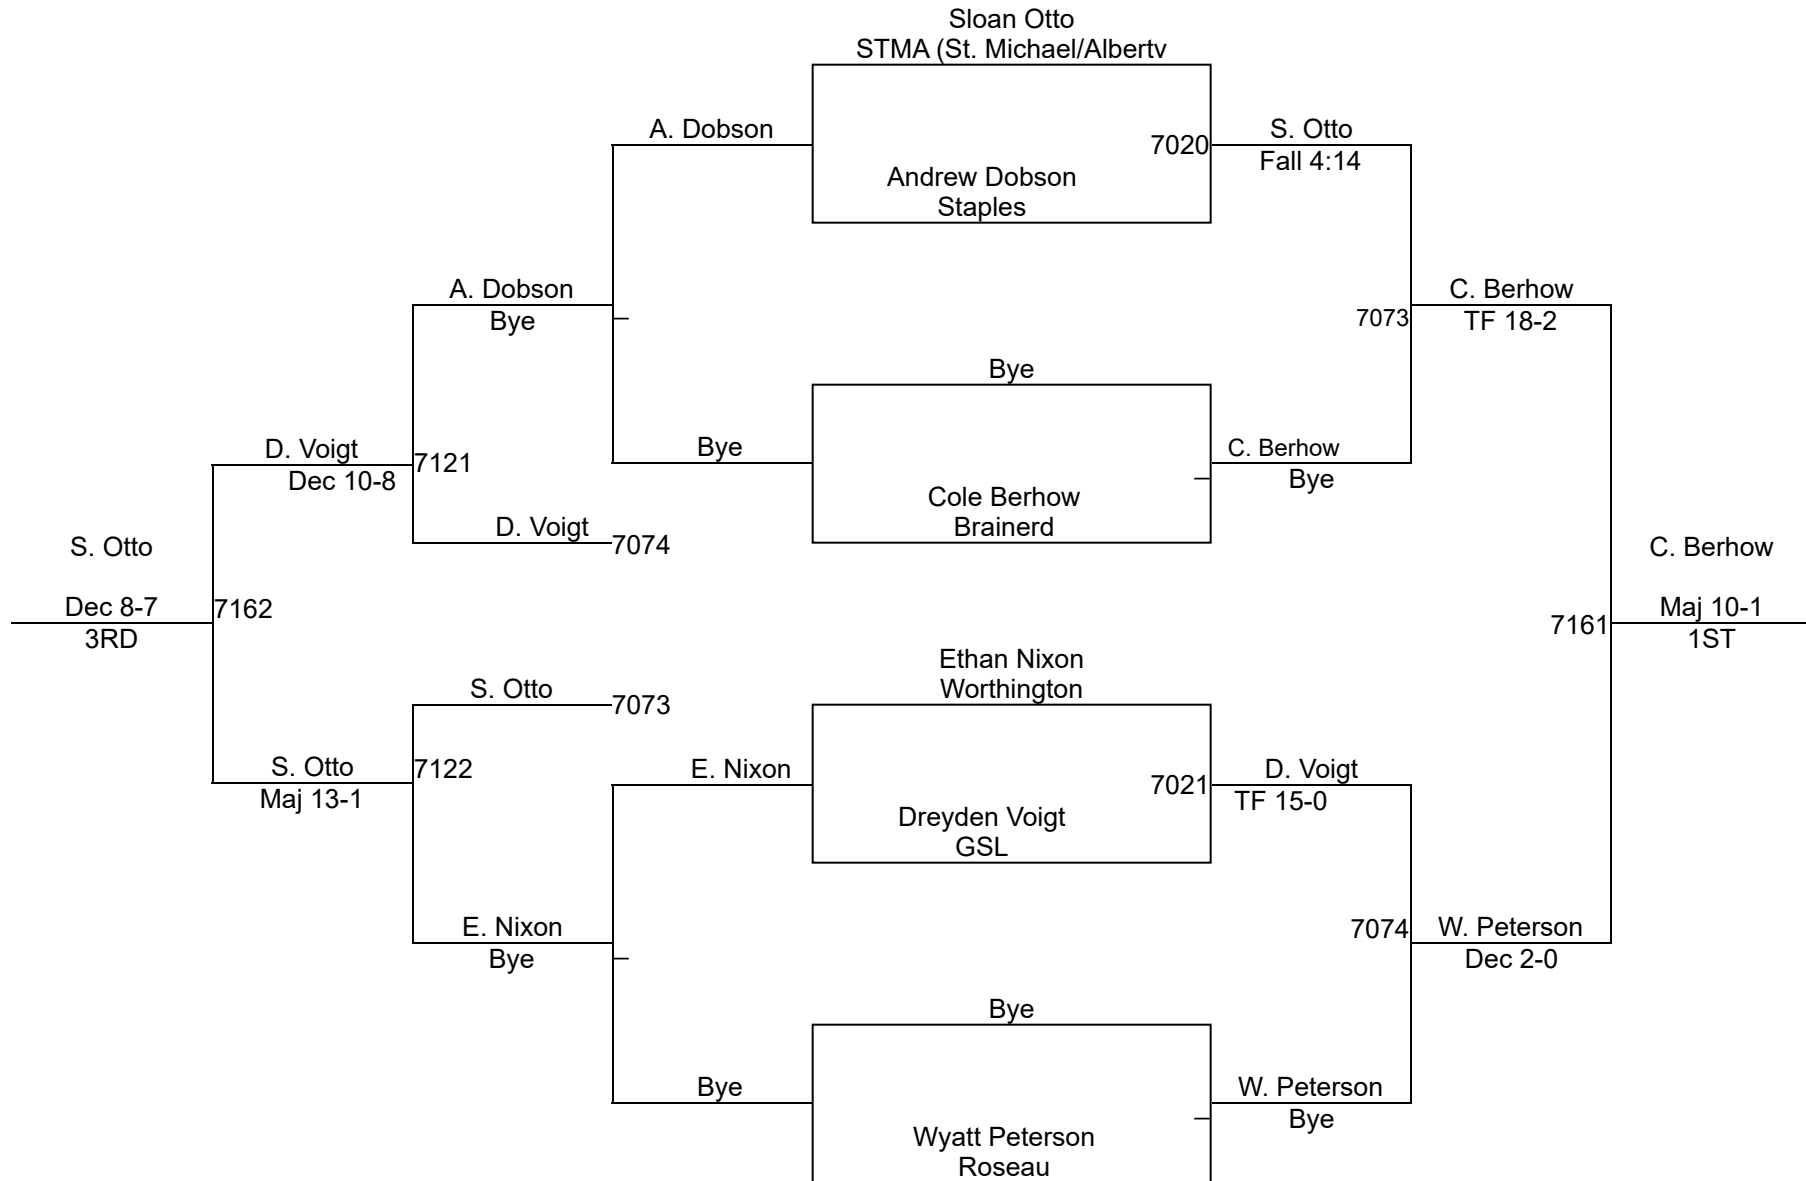 Sloan Otto
STMA (St. Michael/Albertv
A. Dobson
7020
S. Otto
Fall 4:14
Andrew Dobson
Staples
A. Dobson
Bye
7073
C. Berhow
TF 18-2
Bye
D. Voigt
Dec 10-8
7121
Bye
C. Berhow
Bye
Cole Berhow
Brainerd
D. Voigt
7074
S. Otto
Dec 8-7
3RD
7162
C. Berhow
7161
Maj 10-1
1ST
Ethan Nixon
Worthington
S. Otto
7073
S. Otto
Maj 13-1
7122
E. Nixon
7021
D. Voigt
TF 15-0
Dreyden Voigt
GSL
E. Nixon
Bye
7074
W. Peterson
Dec 2-0
Bye
Bye
W. Peterson
Bye
Wyatt Peterson
Roseau